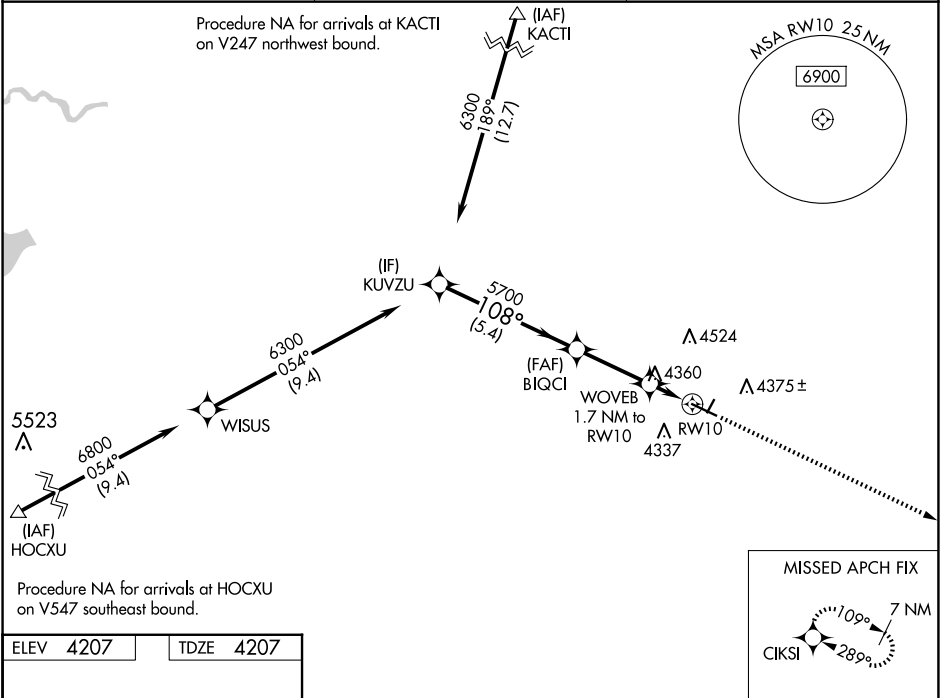 Procedure NA for arrivals at KACTI
on V247 northwest bound.
(IAF)
KACTI
MSA RW10 25 NM
6900
6300
189°
(12.7)
(IF)
KUVZU
5700
108°
(5.4)
6300
054°
(9.4)
4524
(FAF)
BIQCI
4360
4375 ±
WOVEB
1.7 NM to
RW10
RW10
4337
WISUS
5523
6800
054°
(9.4)
(IAF)
HOCXU
Procedure NA for arrivals at HOCXU
on V547 southeast bound.
MISSED APCH FIX
7 NM
109°
CIKSI
289°
ELEV 4207
TDZE 4207